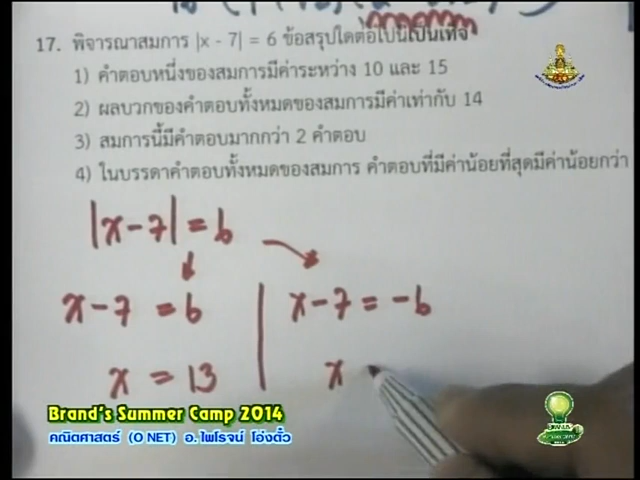 17. พิจารณาสมการ |x - 7| = 6 ข้อสรุปใดต่อไปนี้เป็นเท็จ
1) คำตอบหนึ่งของสมการมีค่าระหว่าง 10 และ 15
2) ผลบวกของคำตอบทั้งหมดของสมการมีค่าเท่ากับ 14
3) สมการนี้มีคำตอบมากกว่า 2 คำตอบ
4) ในบรรดาคำตอบทั้งหมดของสมการ คำตอบที่มีค่าน้อยที่สุดมีค่าน้อยกว่า
|x-7| = 6
x-7 = 6
x-7 = -6
x = 13
x
Brand's Summer Camp 2014
คณิตศาสตร์ (O NET) อ.ไพโรจน์ โอ่งตั๋ว